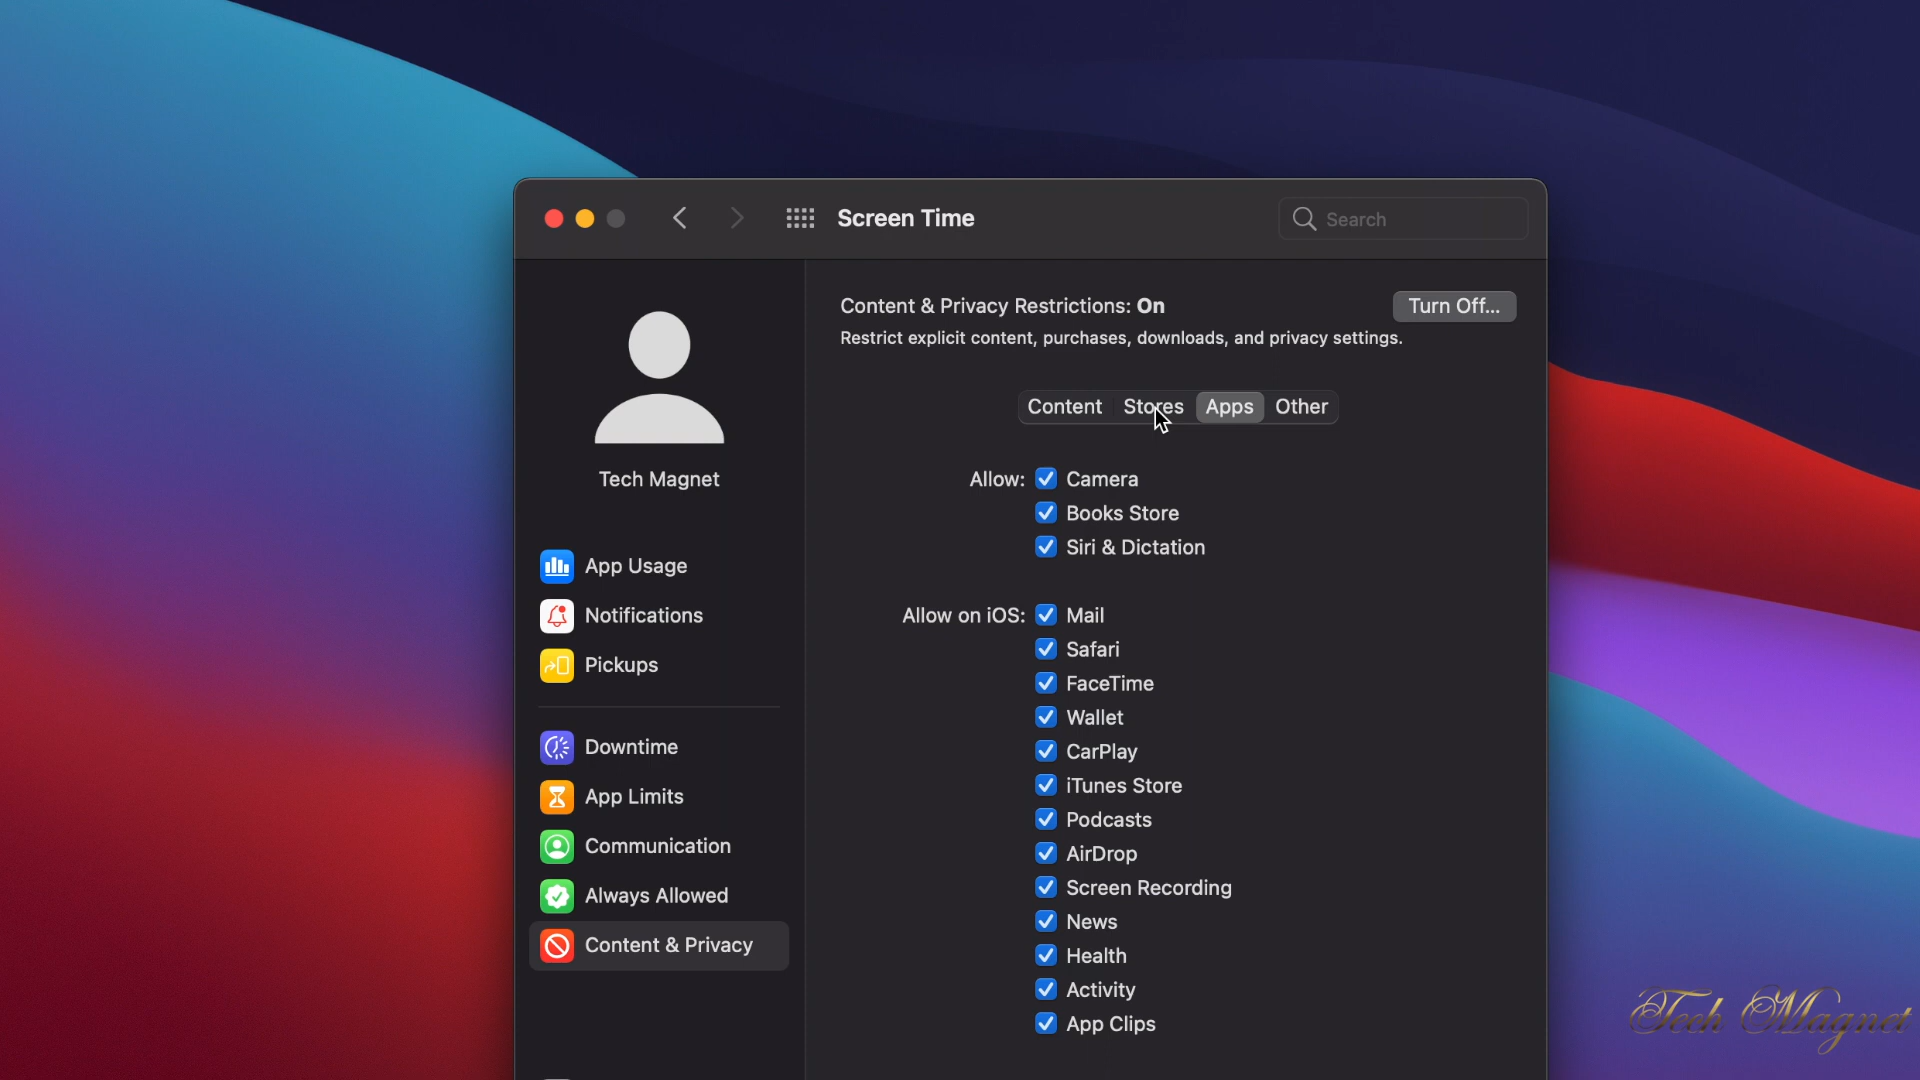 Screen Time
Search
Content & Privacy Restrictions: On
Turn Off...
Restrict explicit content, purchases, downloads, and privacy settings.
Content Stores Apps Other
Tech Magnet
App Usage
Notifications
Pickups
Downtime
App Limits
Communication
Always Allowed
Content & Privacy
Allow: Camera
Books Store
Siri & Dictation
Allow on iOS: Mail
Safari
FaceTime
Wallet
CarPlay
iTunes Store
Podcasts
AirDrop
Screen Recording
News
Health
Activity
App Clips
Tech Magnet